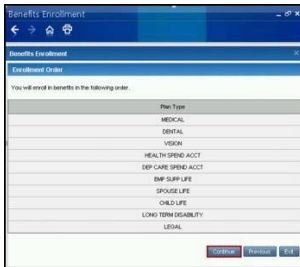 Benefits Enrollment
Benefits Enrollment
Enrollment Order
You will enroll in benefits in the following order.
Plan Type
MEDICAL
DENTAL
VISION
HEALTH SPEND ACCT
DEP CARE SPEND ACCT
EMP SUPP LIFE
SPOUSE LIFE
CHILD LIFE
LONG TERM DISABILITY
LEGAL
Continue Previous Exit